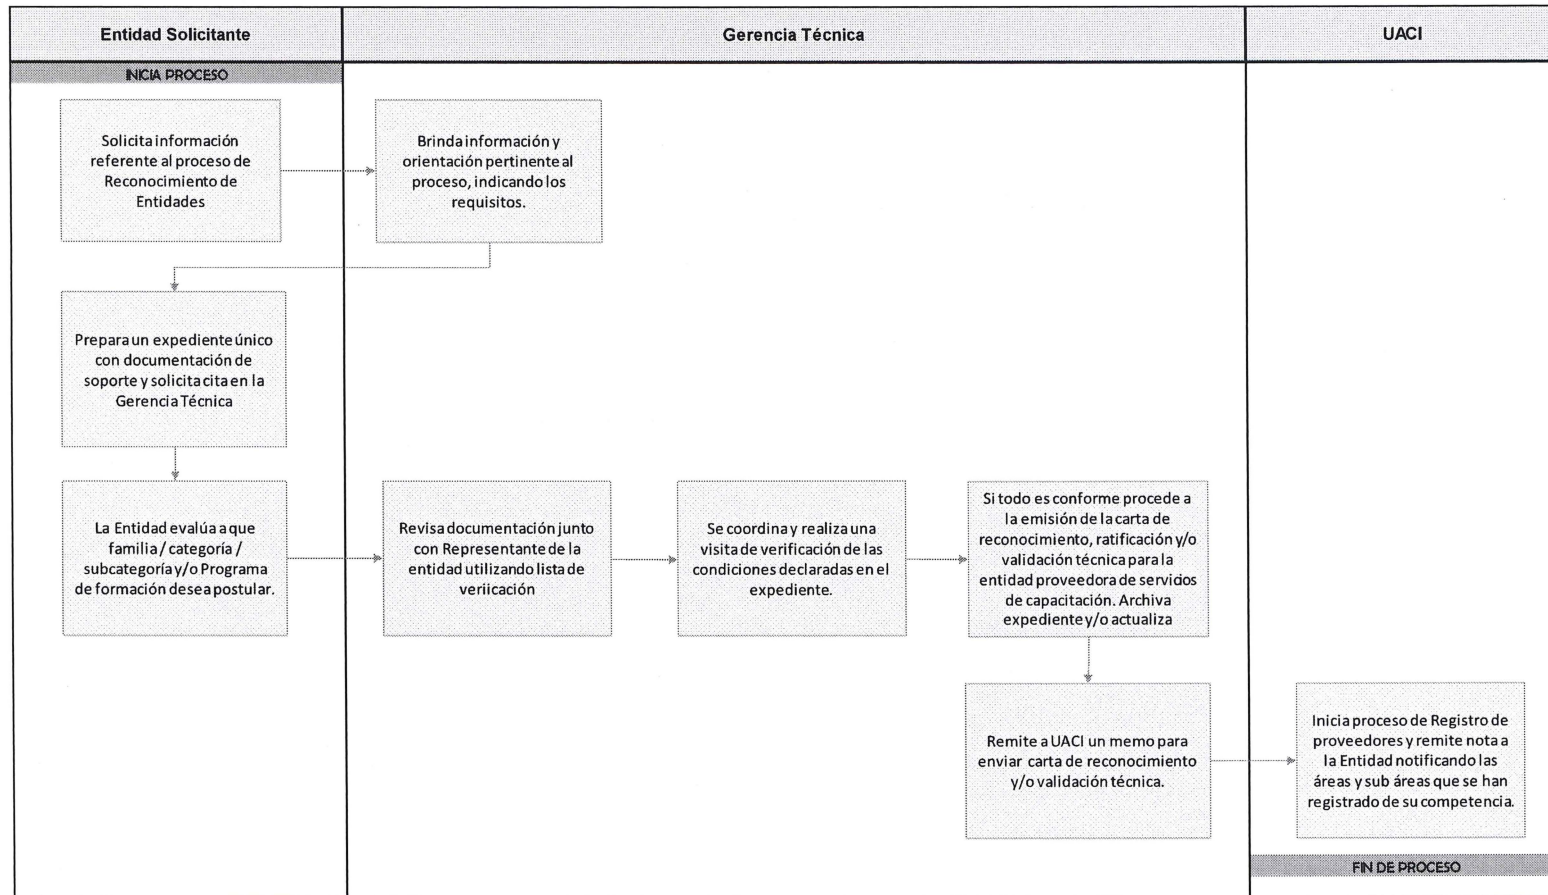 Entidad Solicitante
Gerencia Técnica
UACI
INICIA PROCESO
Solicita información
referente al proceso de
Reconocimiento de
Entidades
Brinda información y
orientación pertinente al
proceso, indicando los
requisitos.
Prepara un expediente único
con documentación de
soporte y solicita cita en la
Gerencia Técnica
La Entidad evalúa a que
familia / categoría /
subcategoría y/o Programa
de formación desea postular.
Revisa documentación junto
con Representante de la
entidad utilizando lista de
veriicación
Se coordina y realiza una
visita de verificación de las
condiciones declaradas en el
expediente.
Si todo es conforme procede a
la emisión de la carta de
reconocimiento, ratificación y/o
validación técnica para la
entidad proveedora de servicios
de capacitación. Archiva
expediente y/o actualiza
Remite a UACI un memo para
enviar carta de reconocimiento
y/o validación técnica.
Inicia proceso de Registro de
proveedores y remite nota a
la Entidad notificando las
áreas y sub áreas que se han
registrado de su competencia.
FIN DE PROCESO